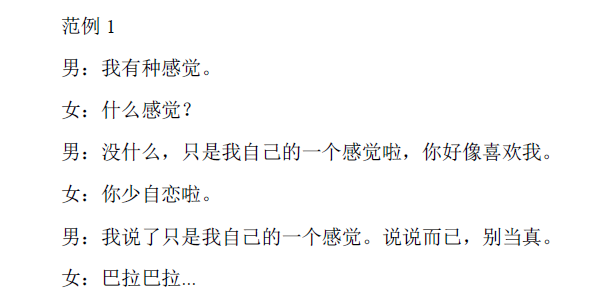 范例 1
男：我有种感觉。
女：什么感觉？
男：没什么，只是我自己的一个感觉啦，你好像喜欢我。
女：你少自恋啦。
男：我说了只是我自己的一个感觉。说说而已，别当真。
女：巴拉巴拉...